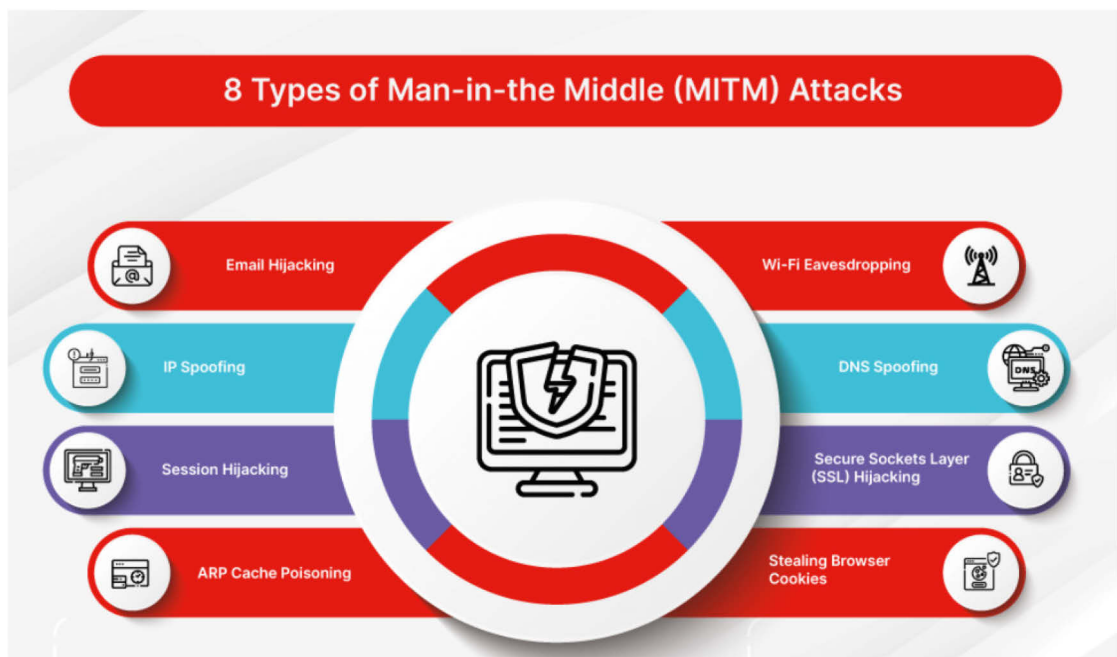 8 Types of Man-in-the Middle (MITM) Attacks
Email Hijacking
Wi-Fi Eavesdropping
IP Spoofing
DNS Spoofing
DNS
Session Hijacking
Secure Sockets Layer
(SSL) Hijacking
ARP Cache Poisoning
Stealing Browser
Cookies